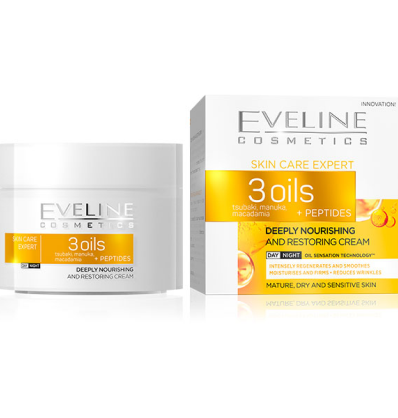 EVELINE
COSMETICS
SKIN CARE
EXPERT
3 oils
tsubaki, manuka,
macadamia
+ PEPTIDES
DAY NIGHT
DEEPLY NOURISHING
AND RESTORING CREAM
INNOVATION!
EVELINE
COSMETICS
SKIN CARE EXPERT
3 oils
tsubaki, manuka,
macadamia
+ PEPTIDES
DEEPLY NOURISHING
AND RESTORING CREAM
DAY NIGHT OIL SENSATION TECHNOLOGY™
INTENSELY REGENERATES AND SMOOTHES
MOISTURISES AND FIRMS • REDUCES WRINKLES
MATURE, DRY AND SENSITIVE SKIN